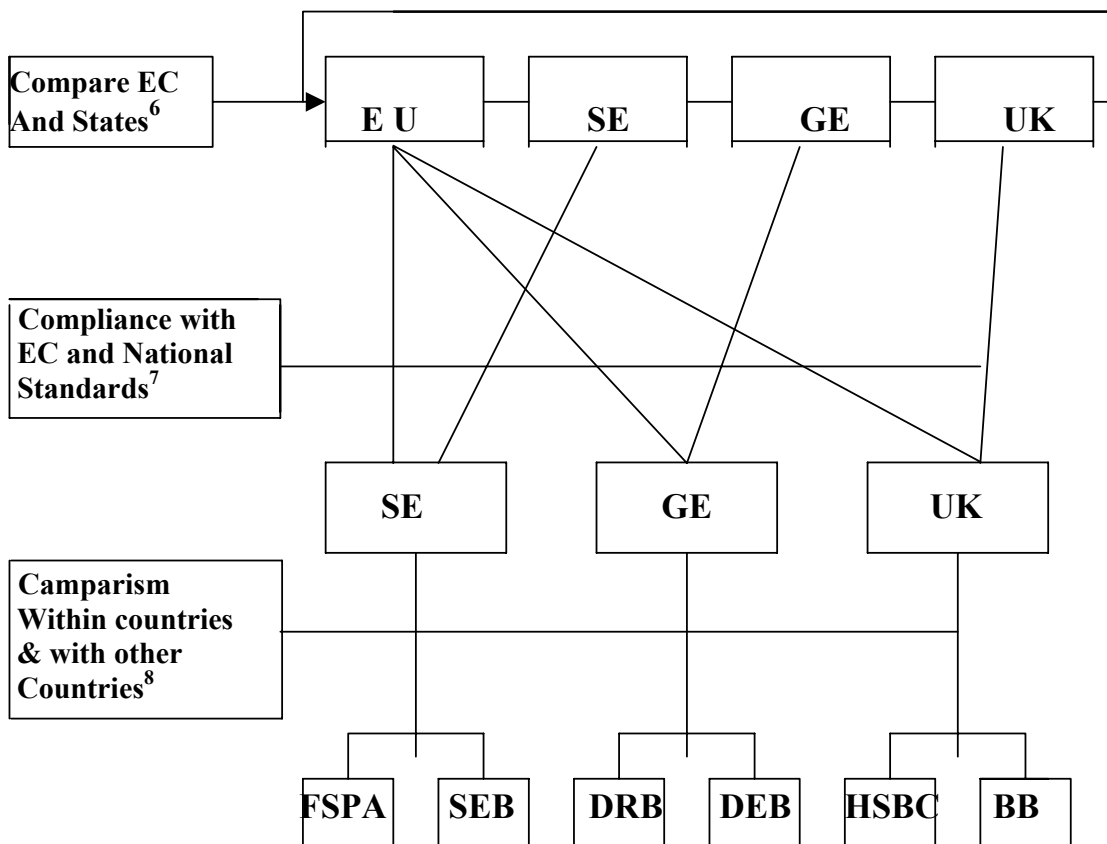 Compare EC
And States⁶
E U
SE
GE
UK
Compliance with
EC and National
Standards⁷
SE
GE
UK
Camparism
Within countries
& with other
Countries⁸
FSPA
SEB
DRB
DEB
HSBC
BB